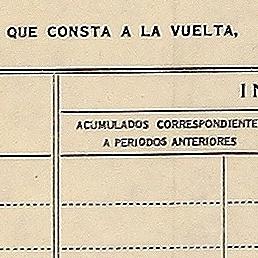 QUE CONSTA A LA VUELTA,
I
ACUMULADOS CORRESPONDIENTE
A PERIODOS ANTERIORES